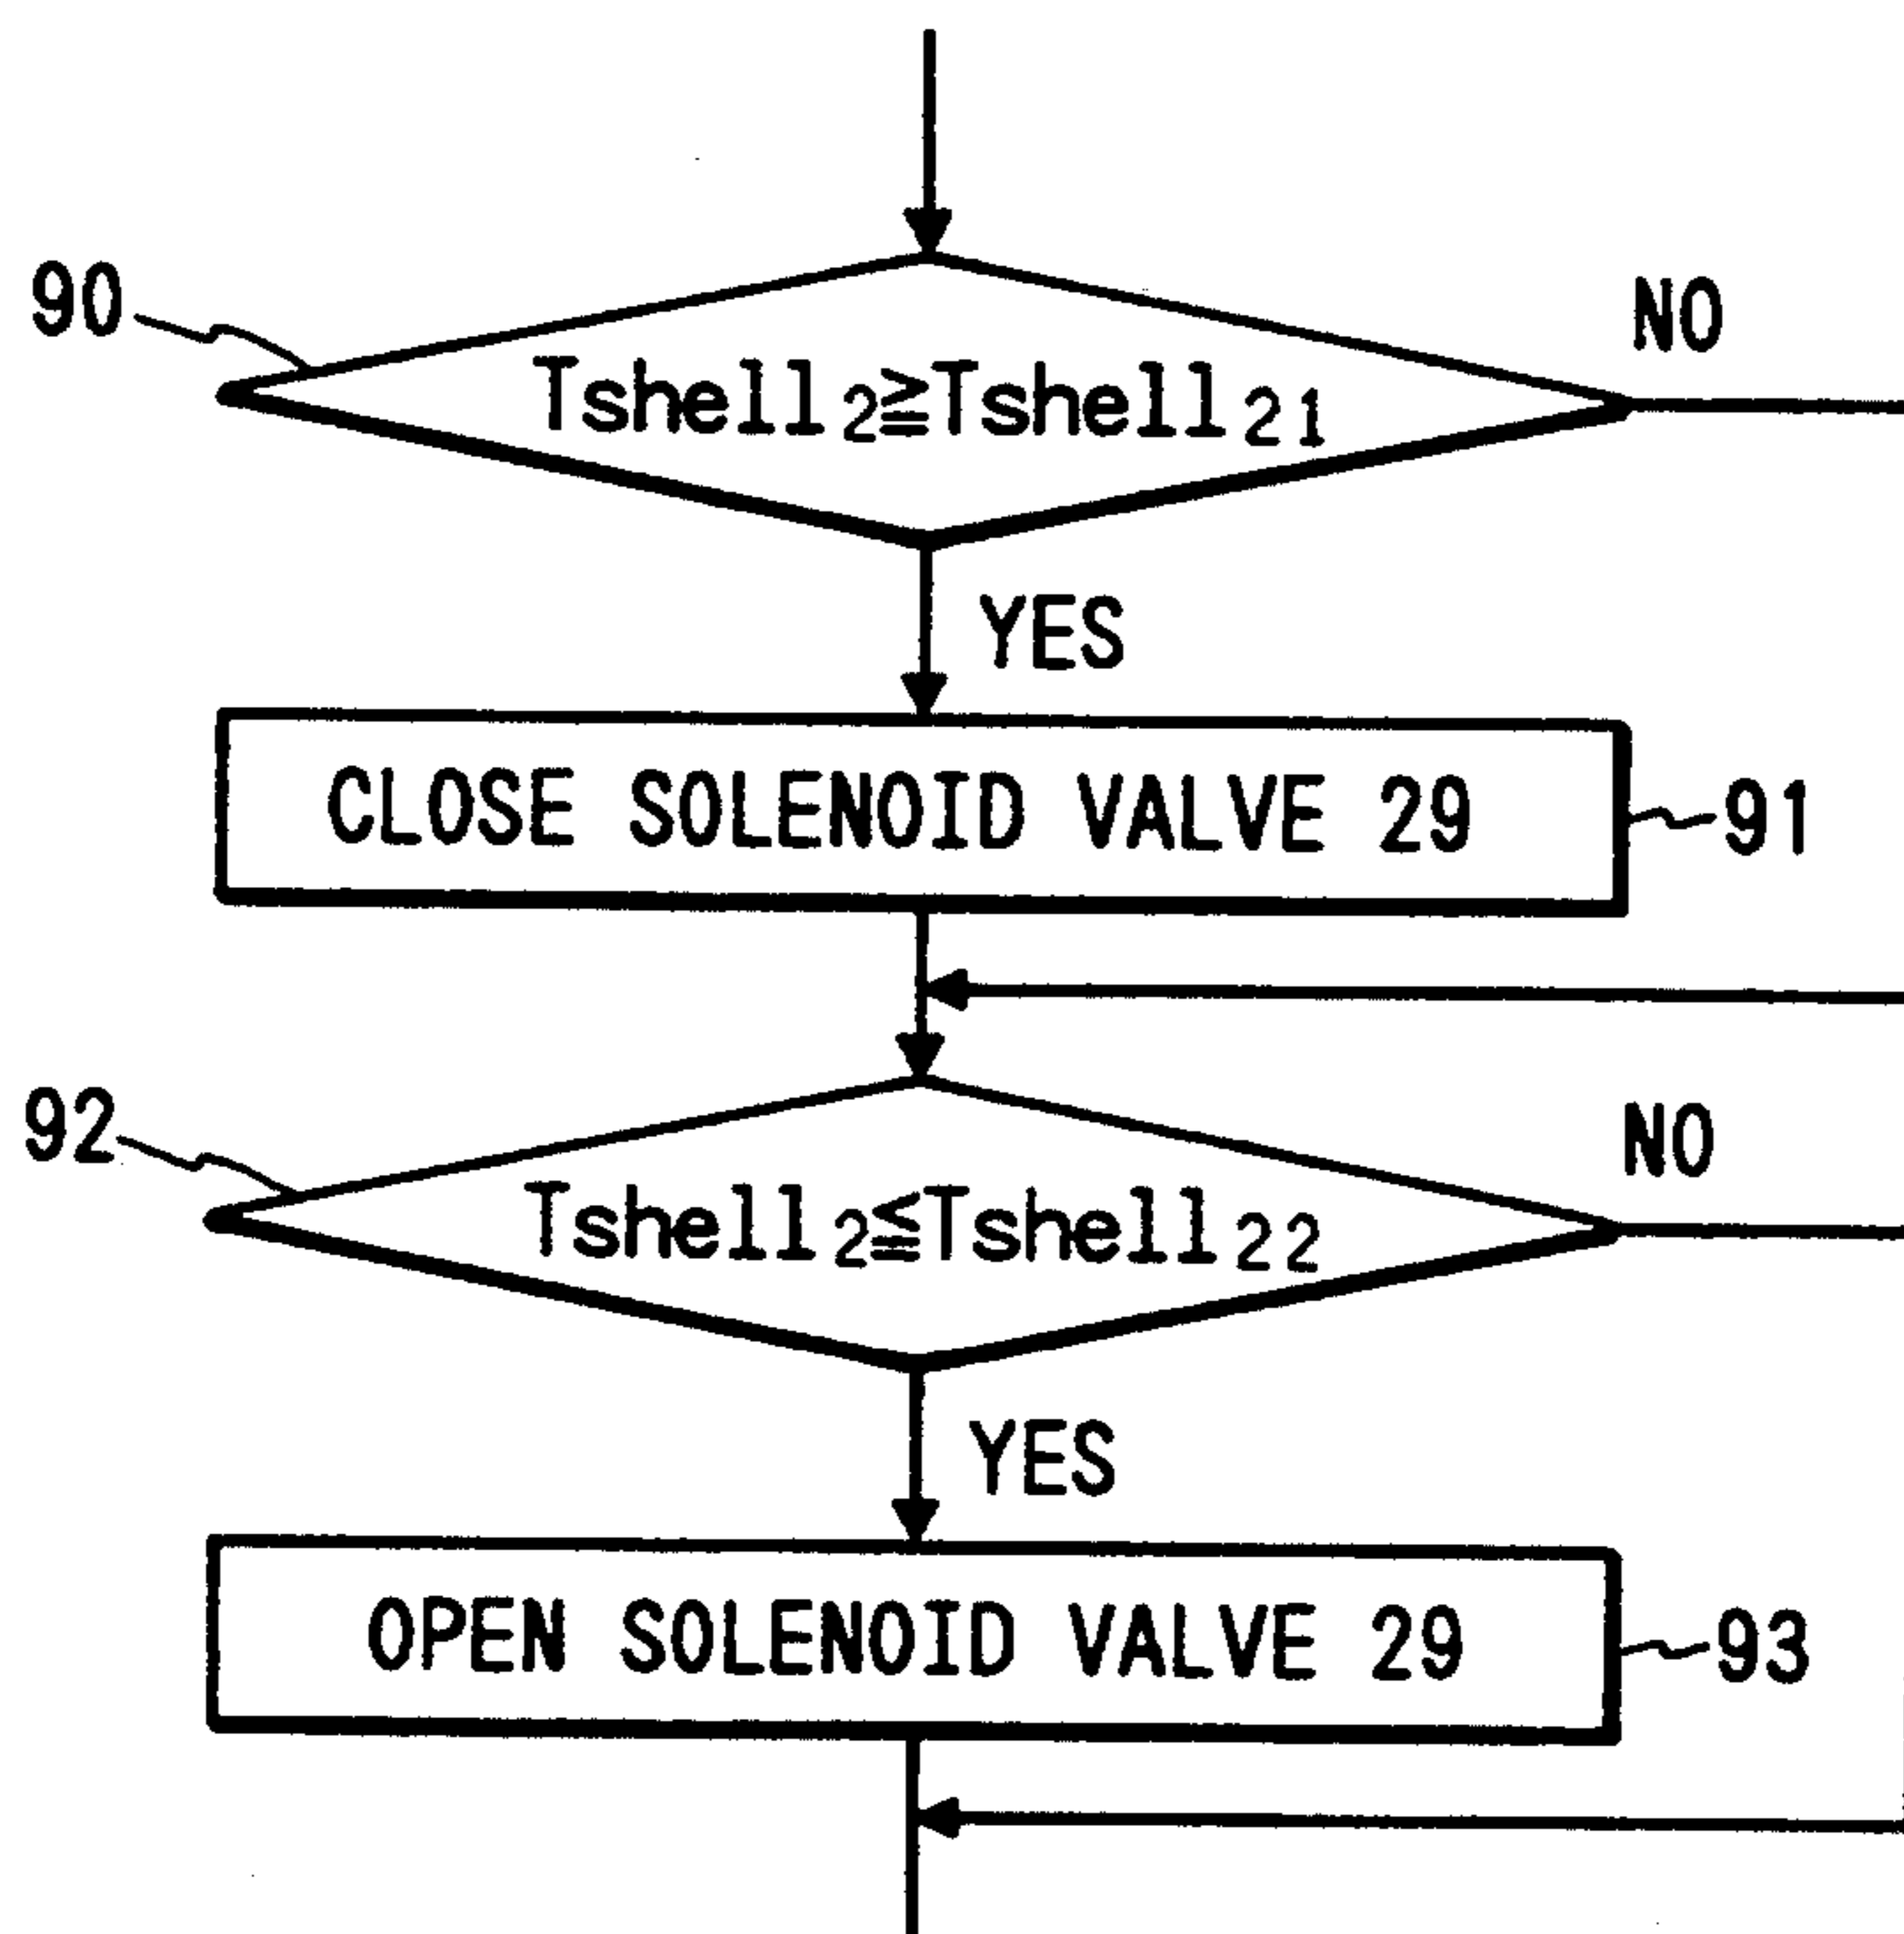 90
NO
Tshell₂≧Tshell₂₁
YES
CLOSE SOLENOID VALVE 29
91
92
NO
Tshell₂≦Tshell₂₂
YES
OPEN SOLENOID VALVE 29
93